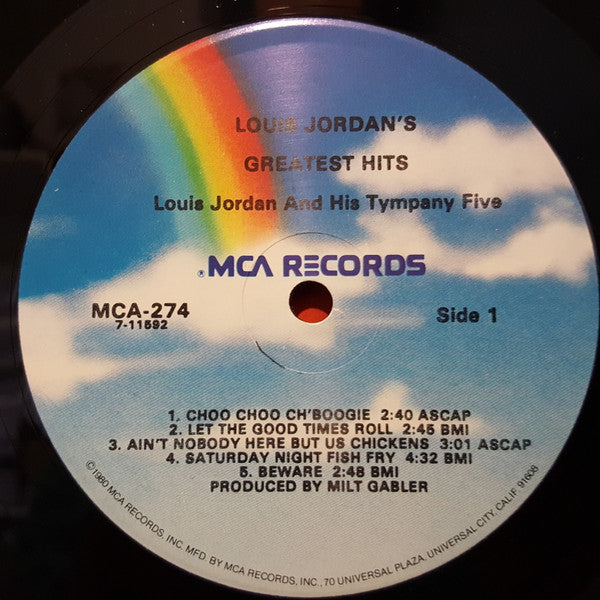 LOUIS JORDAN'S
GREATEST HITS
Louis Jordan And His Tympany Five
®MCA RECORDS
MCA-274
7-11592
Side 1
1. CHOO CHOO CH'BOOGIE 2:40 ASCAP
2. LET THE GOOD TIMES ROLL 2:45 BMI
3. AIN'T NOBODY HERE BUT US CHICKENS 3:01 ASCAP
4. SATURDAY NIGHT FISH FRY 4:32 BMI
5. BEWARE 2:48 BMI
PRODUCED BY MILT GABLER
©1980 MCA RECORDS, INC. MFD. BY MCA RECORDS, INC., 70 UNIVERSAL PLAZA, UNIVERSAL CITY, CALIF. 91608